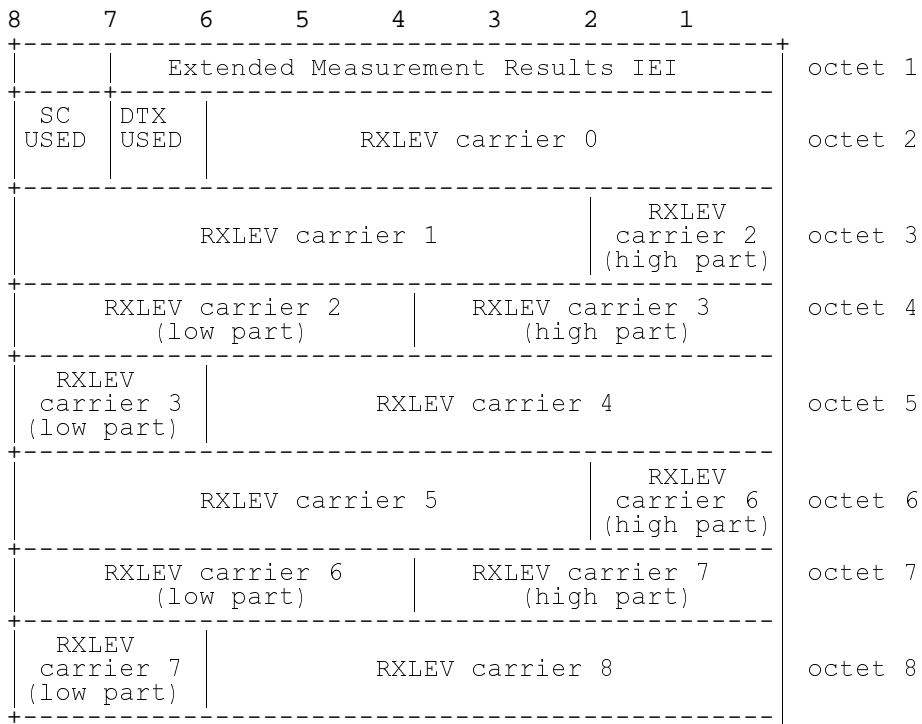 8 7 6 5 4 3 2 1
Extended Measurement Results IEI octet 1
SC DTX
USED USED RXLEV carrier 0 octet 2
RXLEV
RXLEV carrier 1 carrier 2 octet 3
(high part)
RXLEV carrier 2 RXLEV carrier 3 octet 4
(low part) (high part)
RXLEV
carrier 3 RXLEV carrier 4 octet 5
(low part)
RXLEV
RXLEV carrier 5 carrier 6 octet 6
(high part)
RXLEV carrier 6 RXLEV carrier 7 octet 7
(low part) (high part)
RXLEV
carrier 7 RXLEV carrier 8 octet 8
(low part)